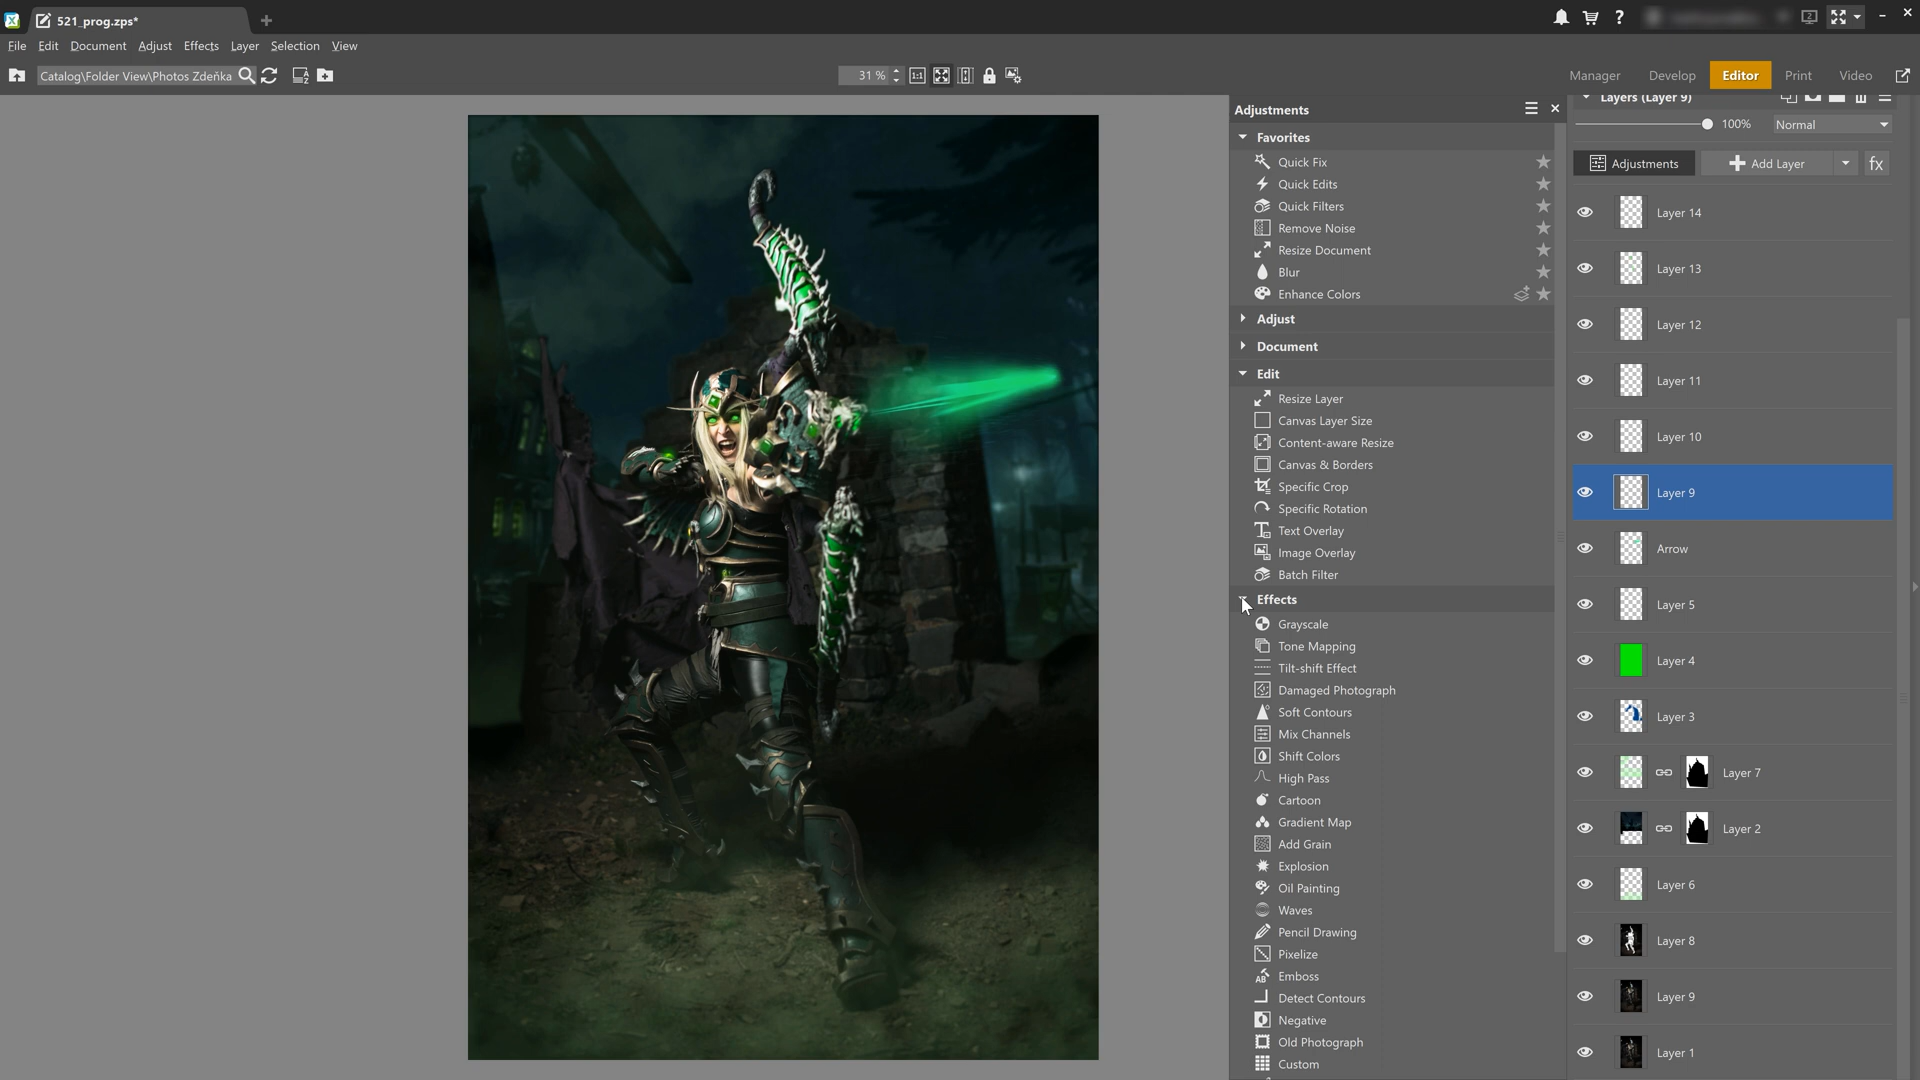 521_prog.zps*
File Edit Document Adjust Effects Layer Selection View
Catalog\Folder View\Photos Zdeňka
31 %
1:1
Manager Develop Editor Print Video
Adjustments
Favorites
Quick Fix
Quick Edits
Quick Filters
Remove Noise
Resize Document
Blur
Enhance Colors
Adjust
Document
Edit
Resize Layer
Canvas Layer Size
Content-aware Resize
Canvas & Borders
Specific Crop
Specific Rotation
Text Overlay
Image Overlay
Batch Filter
Effects
Grayscale
Tone Mapping
Tilt-shift Effect
Damaged Photograph
Soft Contours
Mix Channels
Shift Colors
High Pass
Cartoon
Gradient Map
Add Grain
Explosion
Oil Painting
Waves
Pencil Drawing
Pixelize
Emboss
Detect Contours
Negative
Old Photograph
Custom
Layers (Layer 9)
100% Normal
Adjustments Add Layer fx
Layer 14
Layer 13
Layer 12
Layer 11
Layer 10
Layer 9
Arrow
Layer 5
Layer 4
Layer 3
Layer 7
Layer 2
Layer 6
Layer 8
Layer 9
Layer 1